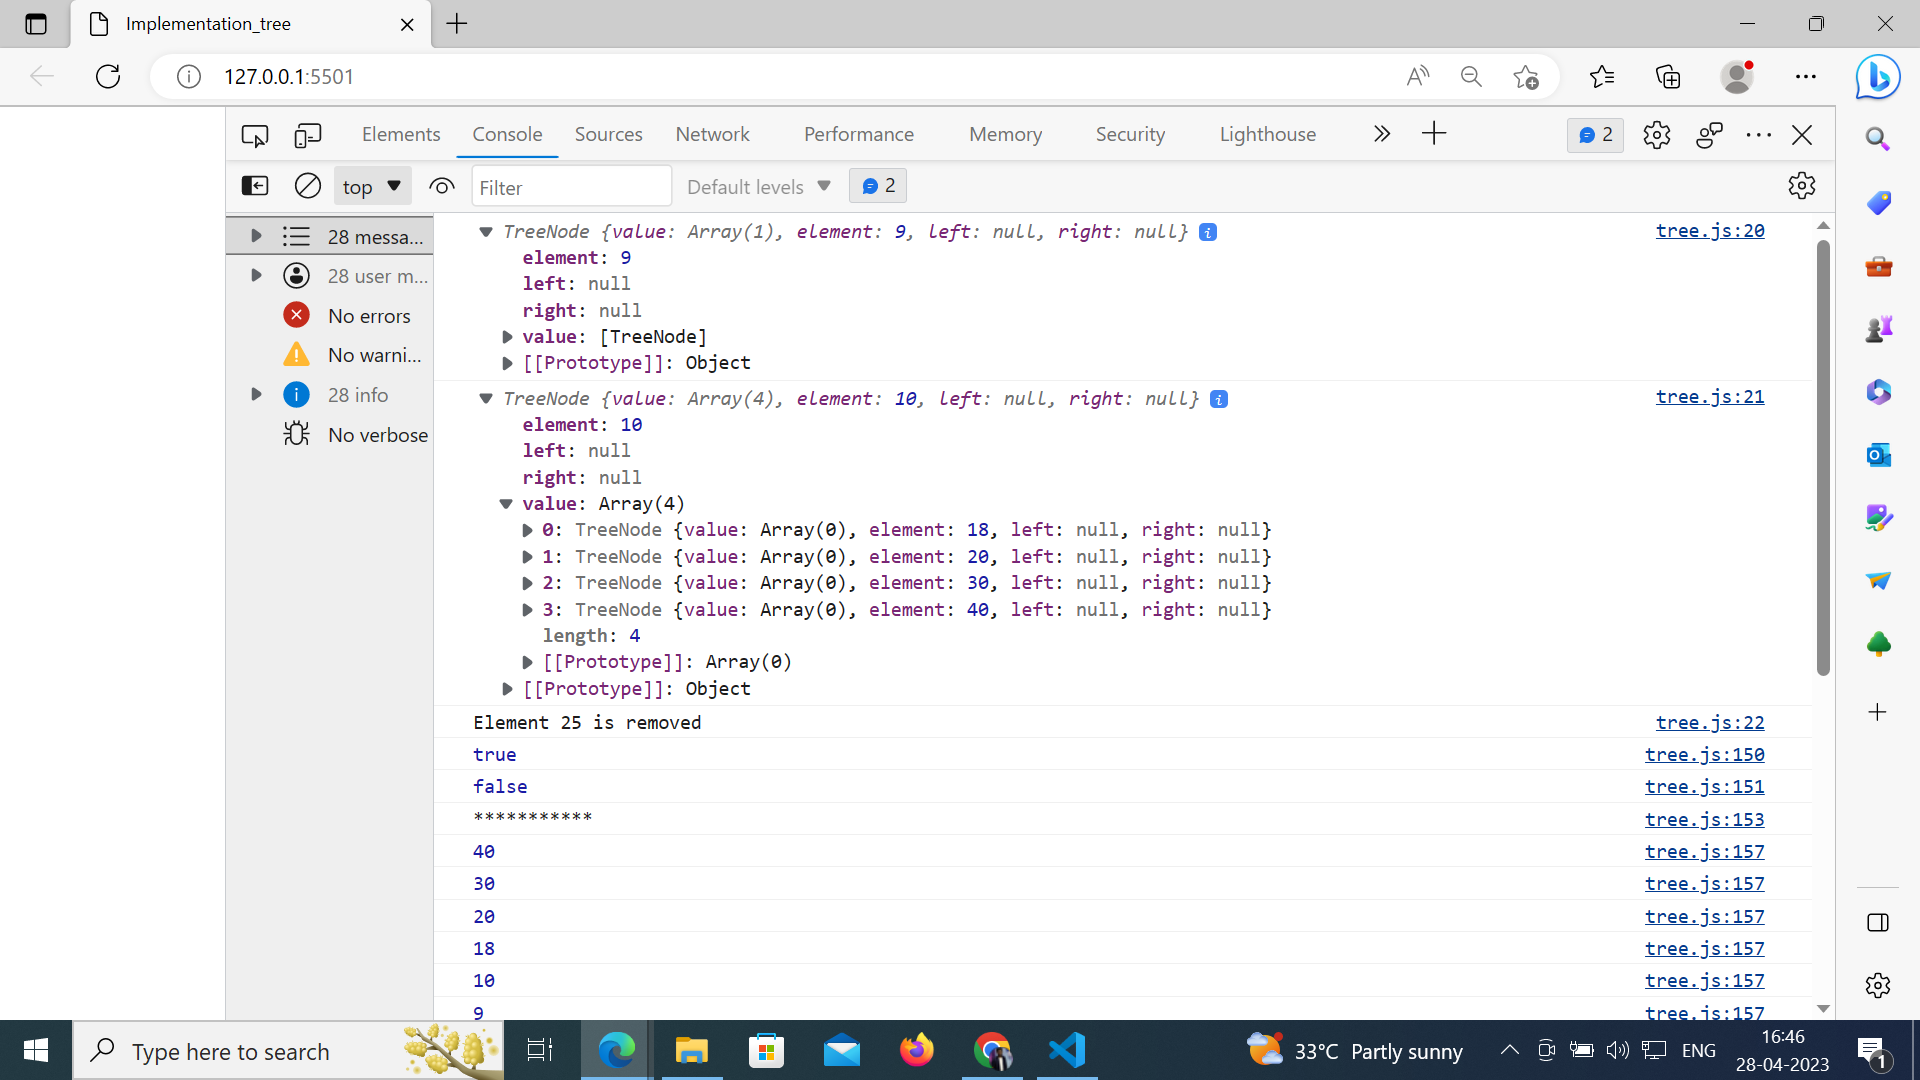 Implementation_tree
127.0.0.1:5501
Elements Console Sources Network Performance Memory Security Lighthouse 2
top Filter Default levels 2
28 messa...
28 user m...
No errors
No warni...
28 info
No verbose
TreeNode {value: Array(1), element: 9, left: null, right: null} i tree.js:20
element: 9
left: null
right: null
value: [TreeNode]
[[Prototype]]: Object
TreeNode {value: Array(4), element: 10, left: null, right: null} i tree.js:21
element: 10
left: null
right: null
value: Array(4)
0: TreeNode {value: Array(0), element: 18, left: null, right: null}
1: TreeNode {value: Array(0), element: 20, left: null, right: null}
2: TreeNode {value: Array(0), element: 30, left: null, right: null}
3: TreeNode {value: Array(0), element: 40, left: null, right: null}
length: 4
[[Prototype]]: Array(0)
[[Prototype]]: Object
Element 25 is removed tree.js:22
true tree.js:150
false tree.js:151
*********** tree.js:153
40 tree.js:157
30 tree.js:157
20 tree.js:157
18 tree.js:157
10 tree.js:157
9 tree.js:157
Type here to search
33°C Partly sunny
ENG
16:46
28-04-2023
1